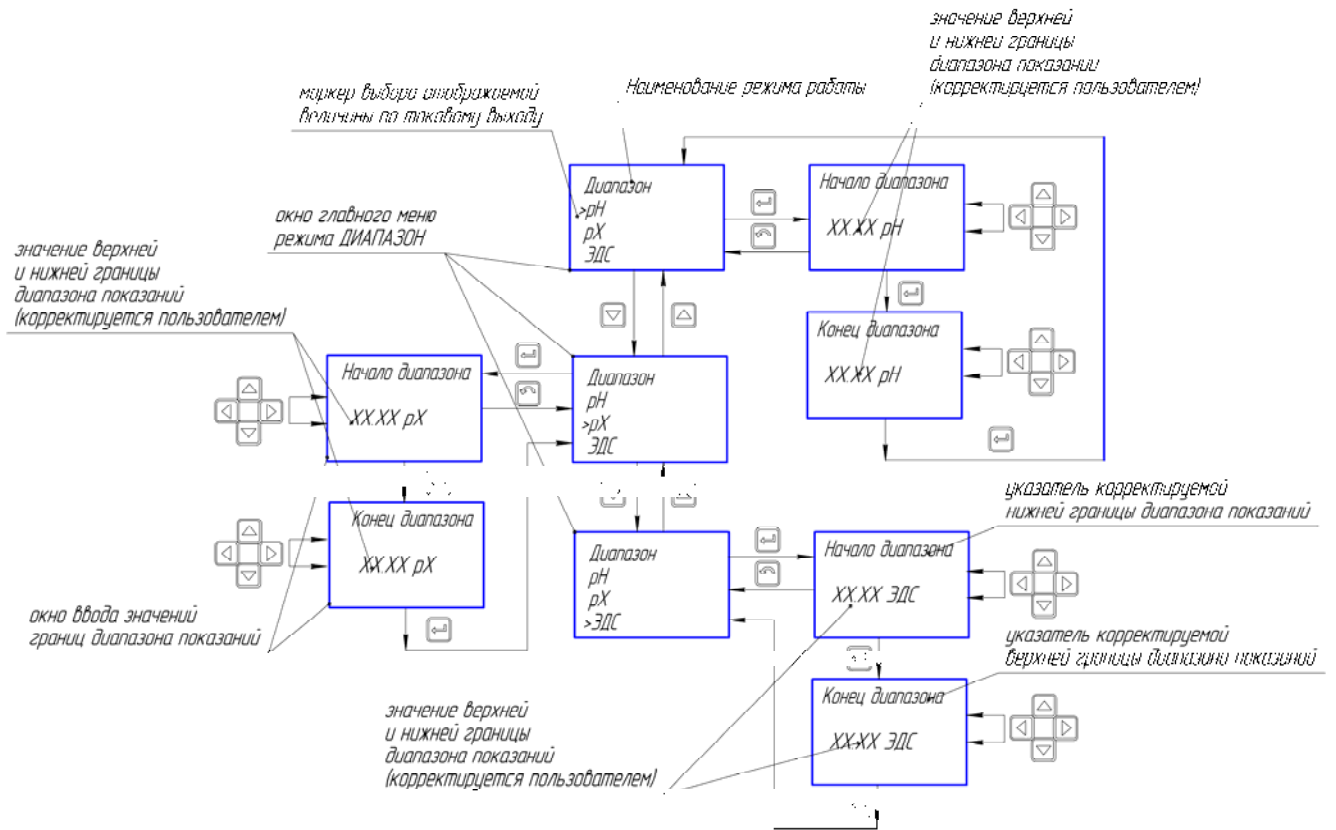 значение верхней
и нижней границы
диапазона показаний
(корректируется пользователем)
маркер выбора отображаемой
величины по токовому выходу
Наименование режима работы
окно главного меню
режима ДИАПАЗОН
значение верхней
и нижней границы
диапазона показаний
(корректируется пользователем)
Диапазон
>pH
pX
ЭДС
Начало диапазона
XX.XX pH
Конец диапазона
XX.XX pH
Начало диапазона
XX.XX pX
Диапазон
pH
>pX
ЭДС
Конец диапазона
XX.XX pX
окно ввода значений
границ диапазона показаний
Диапазон
pH
pX
>ЭДС
Начало диапазона
XX.XX ЭДС
указатель корректируемой
нижней границы диапазона показаний
указатель корректируемой
верхней границы диапазона показаний
Конец диапазона
XX.XX ЭДС
значение верхней
и нижней границы
диапазона показаний
(корректируется пользователем)